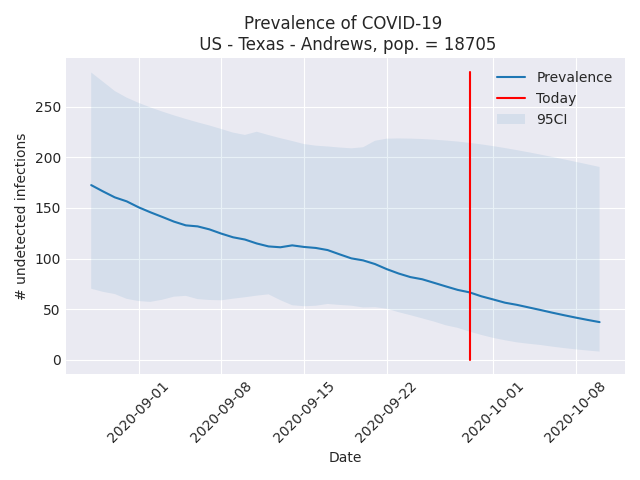 Prevalence of COVID-19
US - Texas - Andrews, pop. = 18705
Prevalence
Today
95CI
# undetected infections
250
200
150
100
50
0
2020-09-01
2020-09-08
2020-09-15
2020-09-22
2020-10-01
2020-10-08
Date